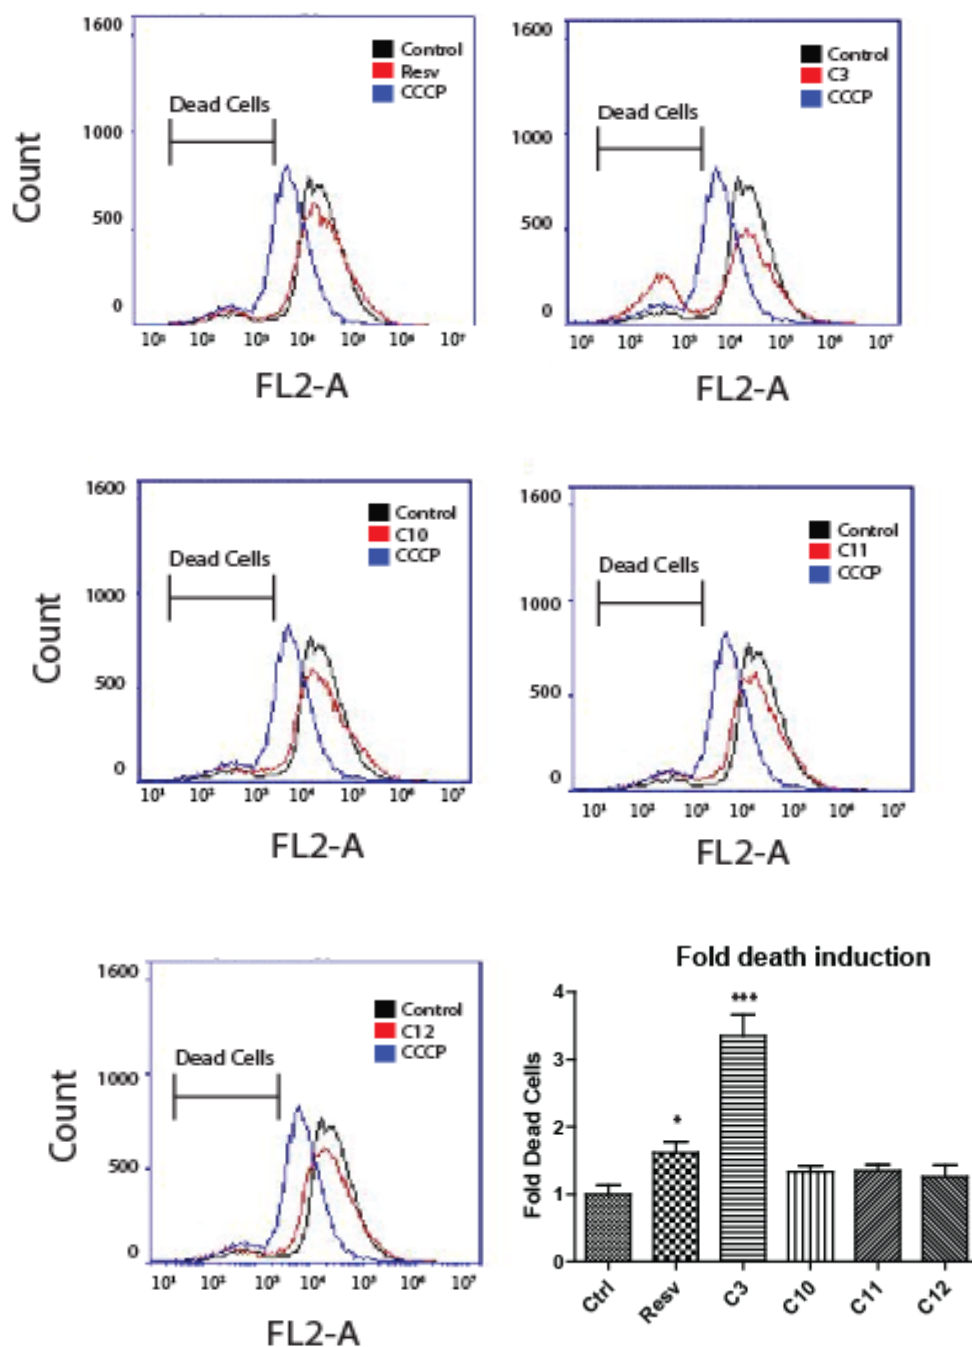 1600
Control
Resv
CCCP
Dead Cells
1000
Count
500
0
10¹ 10² 10³ 10⁴ 10⁵ 10⁶ 10⁷
FL2-A
1600
Control
C3
CCCP
Dead Cells
1000
500
0
10¹ 10² 10³ 10⁴ 10⁵ 10⁶ 10⁷
FL2-A
1600
Control
C10
CCCP
Dead Cells
1000
Count
500
0
10¹ 10² 10³ 10⁴ 10⁵ 10⁶ 10⁷
FL2-A
1600
Control
C11
CCCP
Dead Cells
1000
500
0
10¹ 10² 10³ 10⁴ 10⁵ 10⁶ 10⁷
FL2-A
1600
Control
C12
CCCP
Dead Cells
1000
Count
500
0
10¹ 10² 10³ 10⁴ 10⁵ 10⁶ 10⁷
FL2-A
Fold death induction
Fold Dead Cells
4
3
2
1
0
***
*
Ctrl Resv C3 C10 C11 C12